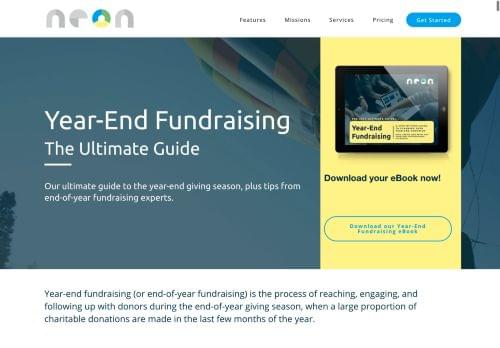 neon
Features Missions Services Pricing Get Started
Year-End Fundraising
The Ultimate Guide
Our ultimate guide to the year-end giving season, plus tips from
end-of-year fundraising experts.
neon
Year-End
Fundraising
Download your eBook now!
Download our Year-End
Fundraising eBook
Year-end fundraising (or end-of-year fundraising) is the process of reaching, engaging, and
following up with donors during the end-of-year giving season, when a large proportion of
charitable donations are made in the last few months of the year.